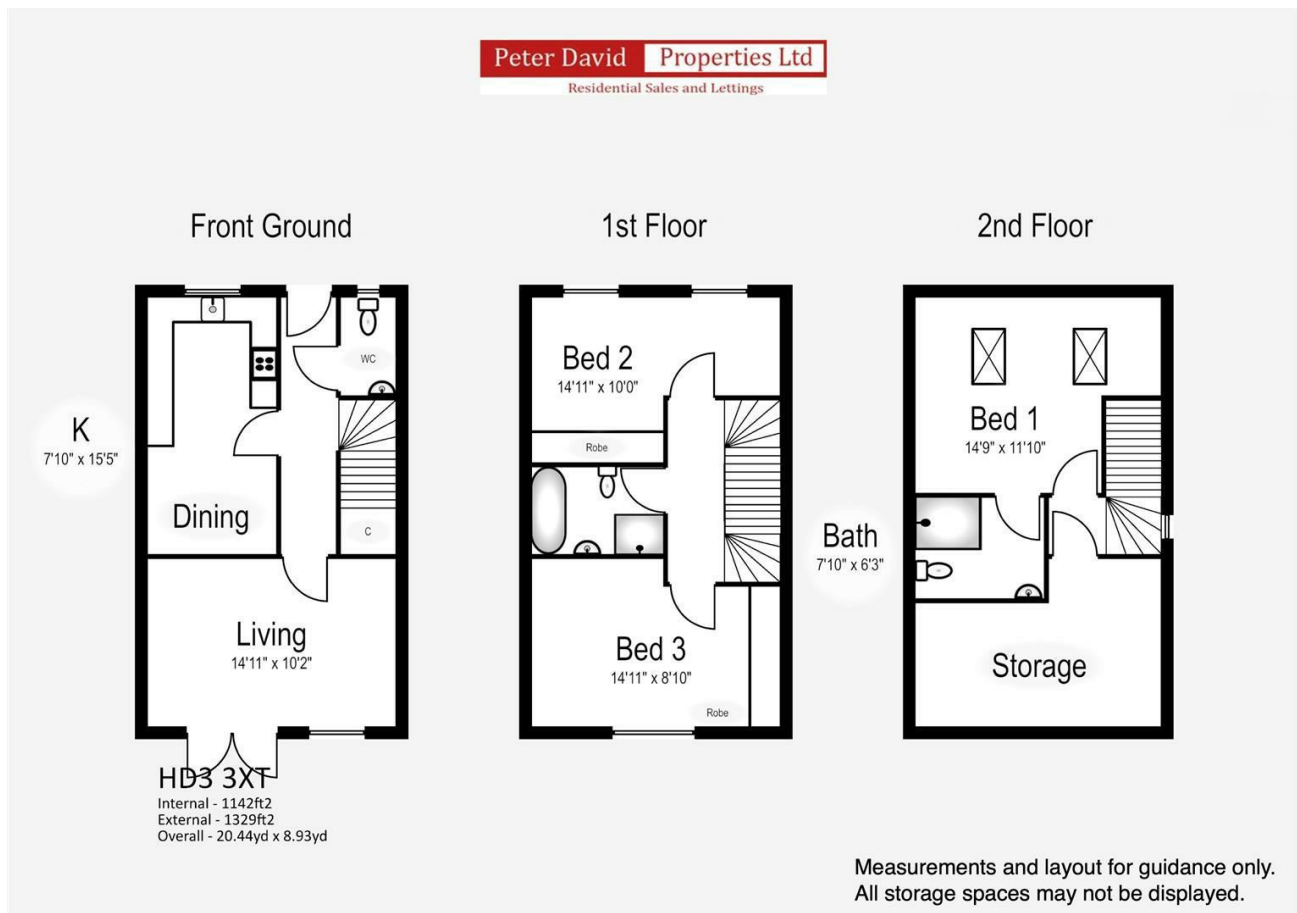 Peter David Properties Ltd
Residential Sales and Lettings
Front Ground
1st Floor
2nd Floor
WC
K
7'10" x 15'5"
Dining
C
Living
14'11" x 10'2"
Bed 2
14'11" x 10'0"
Robe
Bed 3
14'11" x 8'10"
Robe
Bed 1
14'9" x 11'10"
Bath
7'10" x 6'3"
Storage
HD3 3XT
Internal - 1142ft2
External - 1329ft2
Overall - 20.44yd x 8.93yd
Measurements and layout for guidance only.
All storage spaces may not be displayed.